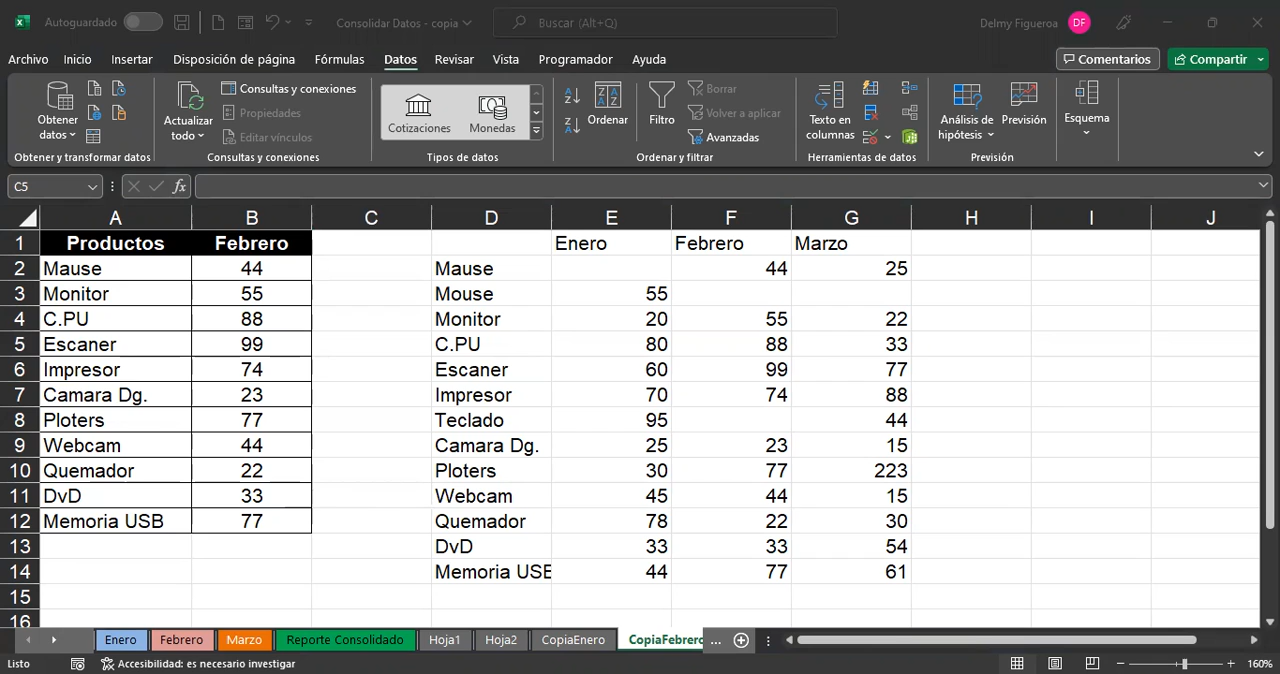 Autoguardado Consolidar Datos - copia Buscar (Alt+Q) Delmy Figueroa DF
Archivo Inicio Insertar Disposición de página Fórmulas Datos Revisar Vista Programador Ayuda Comentarios Compartir
Obtener datos
Obtener y transformar datos
Actualizar todo
Consultas y conexiones
Propiedades
Editar vínculos
Consultas y conexiones
Cotizaciones Monedas
Tipos de datos
Ordenar
Filtro
Borrar
Volver a aplicar
Avanzadas
Ordenar y filtrar
Texto en columnas
Herramientas de datos
Análisis de hipótesis
Previsión
Previsión
Esquema
C5 fx
A B C D E F G H I J
1 Productos Febrero Enero Febrero Marzo
2 Mause 44 Mause 44 25
3 Monitor 55 Mouse 55
4 C.PU 88 Monitor 20 55 22
5 Escaner 99 C.PU 80 88 33
6 Impresor 74 Escaner 60 99 77
7 Camara Dg. 23 Impresor 70 74 88
8 Ploters 77 Teclado 95 44
9 Webcam 44 Camara Dg. 25 23 15
10 Quemador 22 Ploters 30 77 223
11 DvD 33 Webcam 45 44 15
12 Memoria USB 77 Quemador 78 22 30
13 DvD 33 33 54
14 Memoria USB 44 77 61
15
16
Enero Febrero Marzo Reporte Consolidado Hoja1 Hoja2 CopiaEnero CopiaFebrero ...
Listo Accesibilidad: es necesario investigar 160%